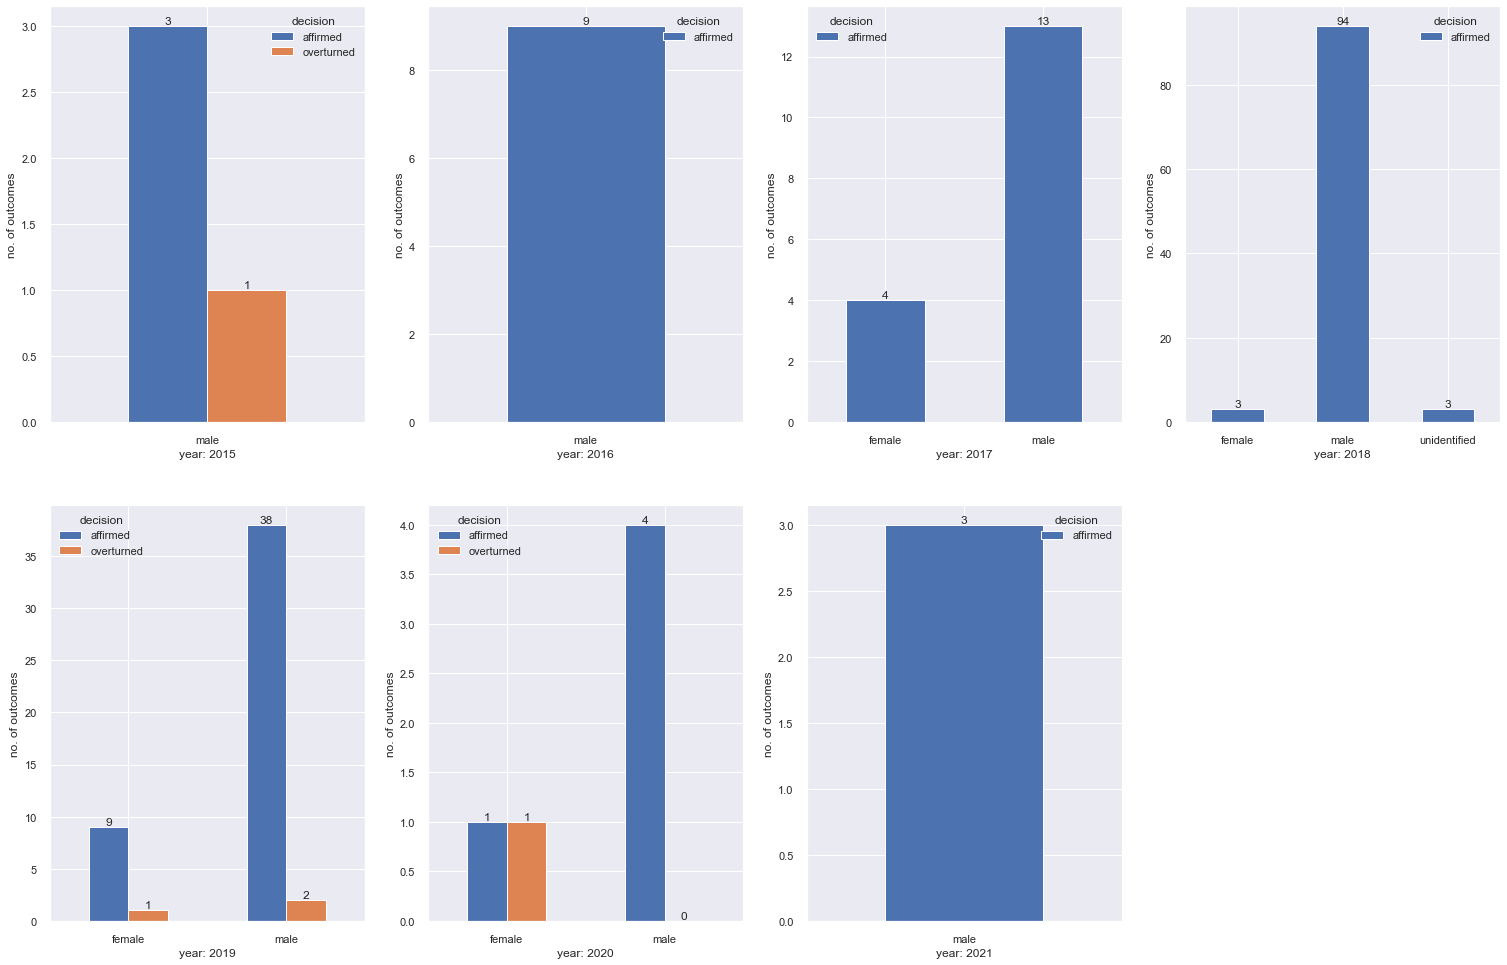 3.0
2.5
2.0
1.5
1.0
0.5
0.0
no. of outcomes
3
1
decision
affirmed
overturned
male
year: 2015
8
6
4
2
0
no. of outcomes
9
decision
affirmed
male
year: 2016
12
10
8
6
4
2
0
no. of outcomes
decision
affirmed
4
13
female male
year: 2017
80
60
40
20
0
no. of outcomes
3
94
3
decision
affirmed
female male unidentified
year: 2018
35
30
25
20
15
10
5
0
no. of outcomes
decision
affirmed
overturned
9
1
38
2
female male
year: 2019
4.0
3.5
3.0
2.5
2.0
1.5
1.0
0.5
0.0
no. of outcomes
decision
affirmed
overturned
1
1
4
0
female male
year: 2020
3.0
2.5
2.0
1.5
1.0
0.5
0.0
no. of outcomes
3
decision
affirmed
male
year: 2021